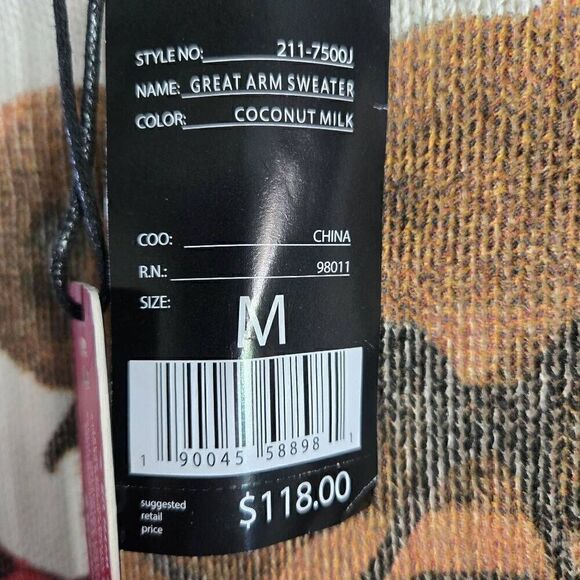 STYLE NO: 211-7500J
NAME: GREAT ARM SWEATER
COLOR: COCONUT MILK
COO: CHINA
R.N.: 98011
SIZE: M
1 90045 58898 1
suggested retail price $118.00